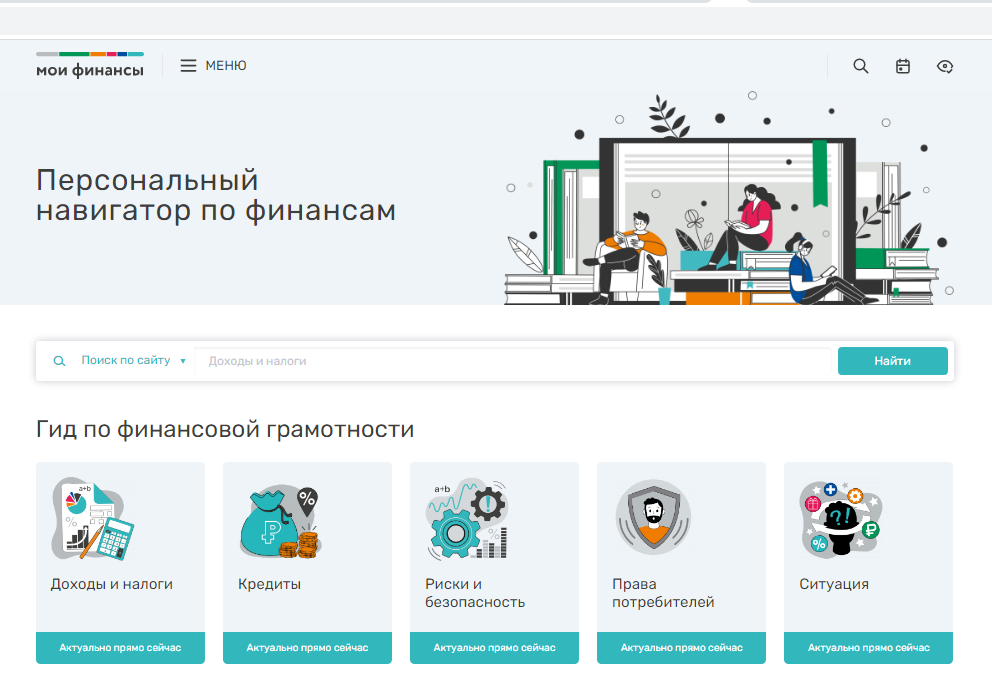 мои финансы
МЕНЮ
Персональный
навигатор по финансам
Поиск по сайту
Доходы и налоги
Найти
Гид по финансовой грамотности
a+b
%
Доходы и налоги
Актуально прямо сейчас
%
₽
Кредиты
Актуально прямо сейчас
a+b
!
%
Риски и
безопасность
Актуально прямо сейчас
Права
потребителей
Актуально прямо сейчас
?!
₽
%
Ситуация
Актуально прямо сейчас